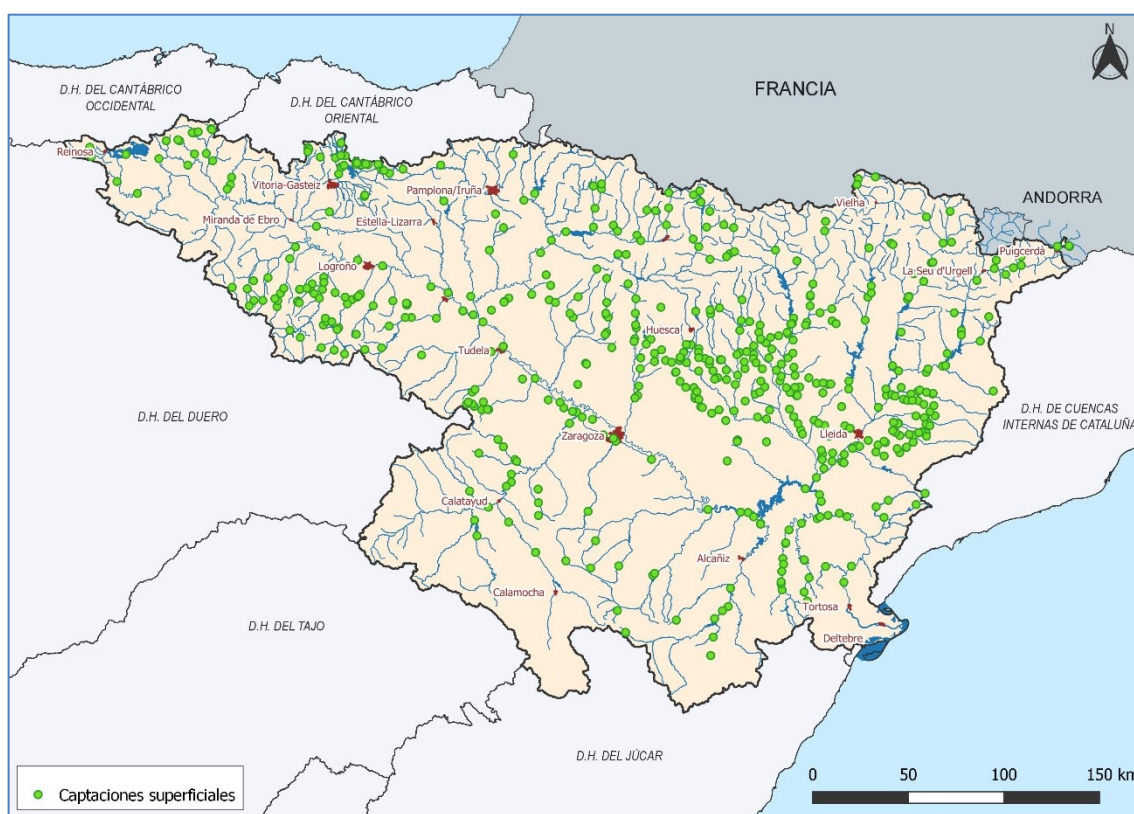 N
FRANCIA
D.H. DEL CANTÁBRICO
OCCIDENTAL
D.H. DEL CANTÁBRICO
ORIENTAL
Reinosa
Vitoria-Gasteiz
Pamplona/Iruña
Vielha
ANDORRA
Miranda de Ebro
Estella-Lizarra
Puigcerdà
Logroño
La Seu d'Urgell
Huesca
Tudela
D.H. DEL DUERO
D.H. DE CUENCAS
INTERNAS DE CATALUÑA
Zaragoza
Lleida
Calatayud
Alcañiz
Calamocha
Tortosa
D.H. DEL TAJO
Deltebre
D.H. DEL JÚCAR
Captaciones superficiales
0 50 100 150 km